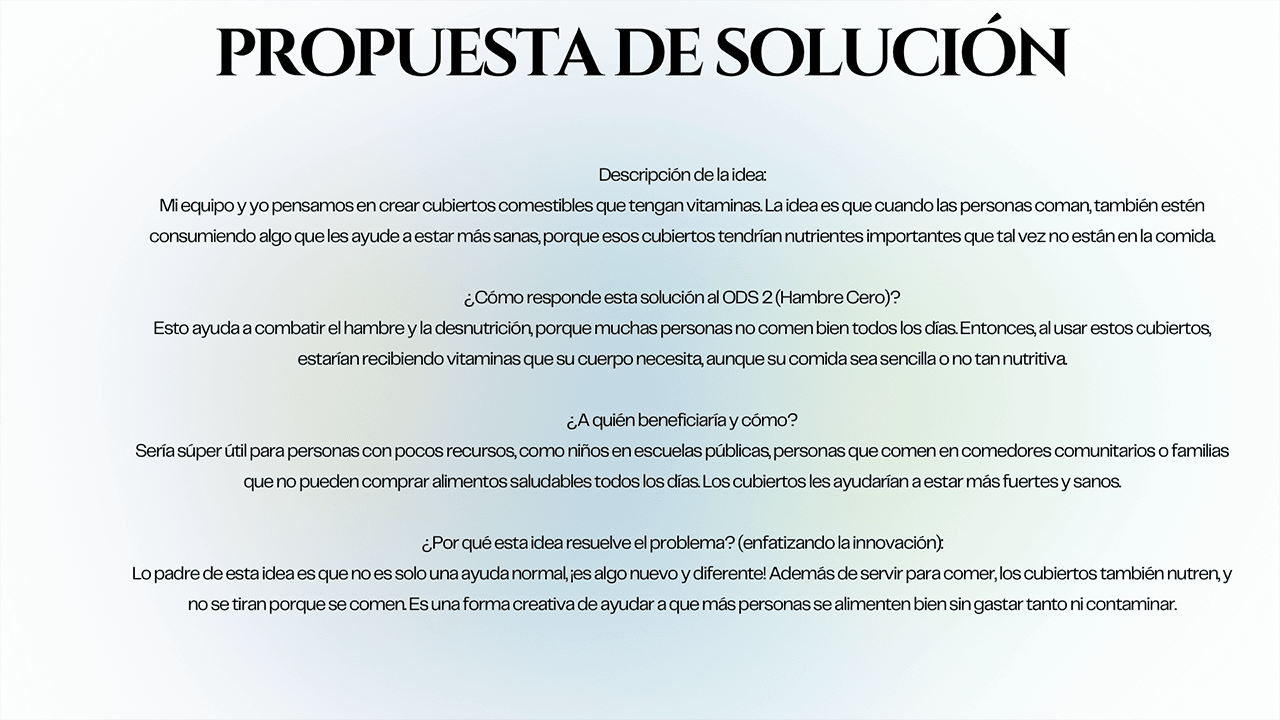 PROPUESTA DE SOLUCIÓN
Descripción de la idea:
Mi equipo y yo pensamos en crear cubiertos comestibles que tengan vitaminas. La idea es que cuando las personas coman, también estén
consumiendo algo que les ayude a estar más sanas, porque esos cubiertos tendrían nutrientes importantes que tal vez no están en la comida.
¿Cómo responde esta solución al ODS 2 (Hambre Cero)?
Esto ayuda a combatir el hambre y la desnutrición, porque muchas personas no comen bien todos los días. Entonces, al usar estos cubiertos,
estarían recibiendo vitaminas que su cuerpo necesita, aunque su comida sea sencilla o no tan nutritiva.
¿A quién beneficiaría y cómo?
Sería súper útil para personas con pocos recursos, como niños en escuelas públicas, personas que comen en comedores comunitarios o familias
que no pueden comprar alimentos saludables todos los días. Los cubiertos les ayudarían a estar más fuertes y sanos.
¿Por qué esta idea resuelve el problema? (enfatizando la innovación):
Lo padre de esta idea es que no es solo una ayuda normal, ¡es algo nuevo y diferente! Además de servir para comer, los cubiertos también nutren, y
no se tiran porque se comen. Es una forma creativa de ayudar a que más personas se alimenten bien sin gastar tanto ni contaminar.